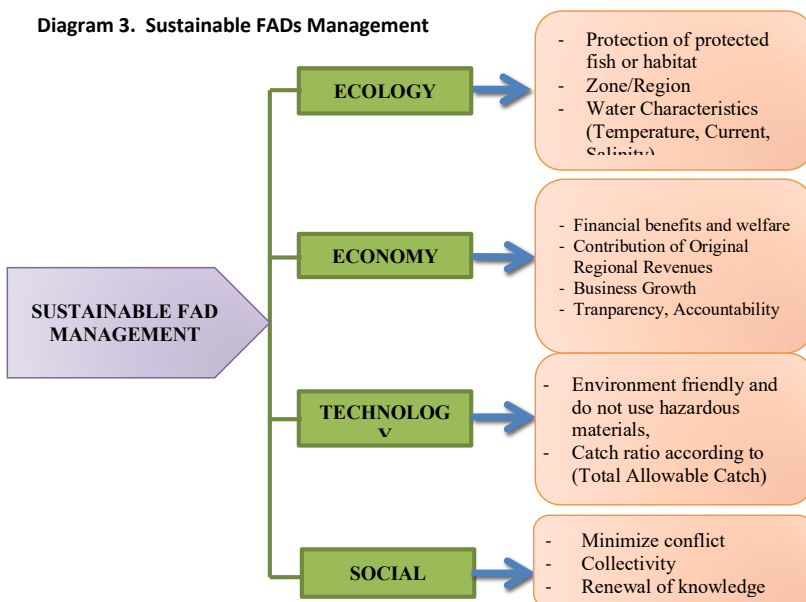 Diagram 3. Sustainable FADs Management
SUSTAINABLE FAD
MANAGEMENT
ECOLOGY
- Protection of protected
fish or habitat
- Zone/Region
- Water Characteristics
(Temperature, Current,
Salinity)
ECONOMY
- Financial benefits and welfare
- Contribution of Original
Regional Revenues
- Business Growth
- Tranparency, Accountability
TECHNOLOG
Y
- Environment friendly and
do not use hazardous
materials,
- Catch ratio according to
(Total Allowable Catch)
SOCIAL
- Minimize conflict
- Collectivity
- Renewal of knowledge